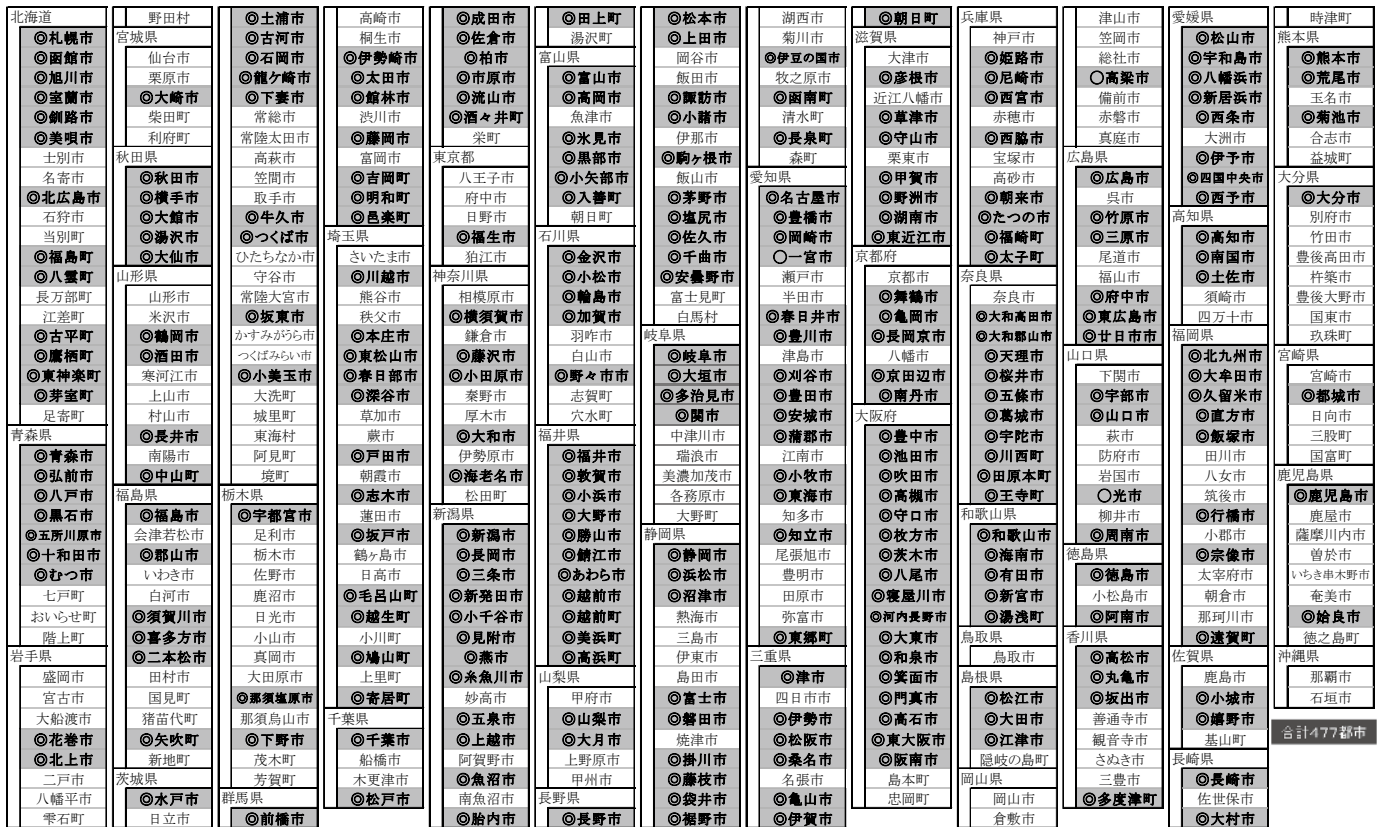 北海道
◎札幌市
◎函館市
◎旭川市
◎室蘭市
◎釧路市
◎美唄市
士別市
名寄市
◎北広島市
石狩市
当別町
◎福島町
◎八雲町
長万部町
江差町
◎古平町
◎鷹栖町
◎東神楽町
◎芽室町
足寄町
青森県
◎青森市
◎弘前市
◎八戸市
◎黒石市
◎五所川原市
◎十和田市
◎むつ市
七戸町
おいらせ町
階上町
岩手県
盛岡市
宮古市
大船渡市
◎花巻市
◎北上市
二戸市
八幡平市
雫石町
野田村
宮城県
仙台市
栗原市
◎大崎市
柴田町
利府町
秋田県
◎秋田市
◎横手市
◎大館市
◎湯沢市
◎大仙市
山形県
山形市
米沢市
◎鶴岡市
◎酒田市
寒河江市
上山市
村山市
◎長井市
南陽市
◎中山町
福島県
◎福島市
会津若松市
◎郡山市
いわき市
白河市
◎須賀川市
◎喜多方市
◎二本松市
田村市
国見町
猪苗代町
◎矢吹町
新地町
茨城県
◎水戸市
日立市
◎土浦市
◎古河市
◎石岡市
◎龍ケ崎市
◎下妻市
常総市
常陸太田市
高萩市
笠間市
取手市
◎牛久市
◎つくば市
ひたちなか市
守谷市
常陸大宮市
◎坂東市
かすみがうら市
つくばみらい市
◎小美玉市
大洗町
城里町
東海村
阿見町
境町
栃木県
◎宇都宮市
足利市
栃木市
佐野市
鹿沼市
日光市
小山市
真岡市
大田原市
◎那須塩原市
那須烏山市
◎下野市
茂木町
芳賀町
群馬県
◎前橋市
高崎市
桐生市
◎伊勢崎市
◎太田市
◎館林市
渋川市
◎藤岡市
富岡市
◎吉岡町
◎明和町
◎邑楽町
埼玉県
さいたま市
◎川越市
熊谷市
秩父市
◎本庄市
◎東松山市
◎春日部市
◎深谷市
草加市
蕨市
◎戸田市
朝霞市
◎志木市
蓮田市
◎坂戸市
鶴ヶ島市
日高市
◎毛呂山町
◎越生町
小川町
◎鳩山町
上里町
◎寄居町
千葉県
◎千葉市
船橋市
木更津市
◎松戸市
◎成田市
◎佐倉市
◎柏市
◎市原市
◎流山市
◎酒々井町
栄町
東京都
八王子市
府中市
日野市
◎福生市
狛江市
神奈川県
相模原市
◎横須賀市
鎌倉市
◎藤沢市
◎小田原市
秦野市
厚木市
◎大和市
伊勢原市
◎海老名市
松田町
新潟県
◎新潟市
◎長岡市
◎三条市
◎新発田市
◎小千谷市
◎見附市
◎燕市
◎糸魚川市
妙高市
◎五泉市
◎上越市
阿賀野市
◎魚沼市
南魚沼市
◎胎内市
◎田上町
湯沢町
富山県
◎富山市
◎高岡市
魚津市
◎氷見市
◎黒部市
◎小矢部市
◎入善町
朝日町
石川県
◎金沢市
◎小松市
◎輪島市
◎加賀市
羽咋市
白山市
◎野々市市
志賀町
穴水町
福井県
◎福井市
◎敦賀市
◎小浜市
◎大野市
◎勝山市
◎鯖江市
◎あわら市
◎越前市
◎越前町
◎美浜町
◎高浜町
山梨県
甲府市
◎山梨市
◎大月市
上野原市
甲州市
長野県
◎長野市
◎松本市
◎上田市
岡谷市
飯田市
◎諏訪市
◎小諸市
伊那市
◎駒ヶ根市
飯山市
◎茅野市
◎塩尻市
◎佐久市
◎千曲市
◎安曇野市
富士見町
白馬村
岐阜県
◎岐阜市
◎大垣市
◎多治見市
◎関市
中津川市
瑞浪市
美濃加茂市
各務原市
大野町
静岡県
◎静岡市
◎浜松市
◎沼津市
熱海市
三島市
伊東市
島田市
◎富士市
◎磐田市
焼津市
◎掛川市
◎藤枝市
◎袋井市
◎裾野市
湖西市
菊川市
◎伊豆の国市
牧之原市
◎函南町
清水町
◎長泉町
森町
愛知県
◎名古屋市
◎豊橋市
◎岡崎市
○一宮市
瀬戸市
半田市
◎春日井市
◎豊川市
津島市
◎刈谷市
◎豊田市
◎安城市
◎蒲郡市
江南市
◎小牧市
◎東海市
知多市
◎知立市
尾張旭市
豊明市
田原市
弥富市
◎東郷町
三重県
◎津市
四日市市
◎伊勢市
◎松阪市
◎桑名市
名張市
◎亀山市
◎伊賀市
◎朝日町
滋賀県
大津市
◎彦根市
近江八幡市
◎草津市
◎守山市
栗東市
◎甲賀市
◎野洲市
◎湖南市
◎東近江市
京都府
京都市
◎舞鶴市
◎亀岡市
◎長岡京市
八幡市
◎京田辺市
◎南丹市
大阪府
◎豊中市
◎池田市
◎吹田市
◎高槻市
◎守口市
◎枚方市
◎茨木市
◎八尾市
◎寝屋川市
◎河内長野市
◎大東市
◎和泉市
◎箕面市
◎門真市
◎高石市
◎東大阪市
◎阪南市
島本町
忠岡町
兵庫県
神戸市
◎姫路市
◎尼崎市
◎西宮市
赤穂市
◎西脇市
宝塚市
高砂市
◎朝来市
◎たつの市
◎福崎町
◎太子町
奈良県
奈良市
◎大和高田市
◎大和郡山市
◎天理市
◎桜井市
◎五條市
◎葛城市
◎宇陀市
◎川西町
◎田原本町
◎王寺町
和歌山県
◎和歌山市
◎海南市
◎有田市
◎新宮市
◎湯浅町
鳥取県
鳥取市
島根県
◎松江市
◎大田市
◎江津市
隠岐の島町
岡山県
岡山市
倉敷市
津山市
笠岡市
総社市
○高梁市
備前市
赤磐市
真庭市
広島県
◎広島市
呉市
◎竹原市
◎三原市
尾道市
福山市
◎府中市
◎東広島市
◎廿日市市
山口県
下関市
◎宇部市
◎山口市
萩市
防府市
岩国市
○光市
柳井市
◎周南市
徳島県
◎徳島市
小松島市
◎阿南市
香川県
◎高松市
◎丸亀市
◎坂出市
善通寺市
観音寺市
さぬき市
三豊市
◎多度津町
愛媛県
◎松山市
◎宇和島市
◎八幡浜市
◎新居浜市
◎西条市
大洲市
◎伊予市
◎四国中央市
◎西予市
高知県
◎高知市
◎南国市
◎土佐市
須崎市
四万十市
福岡県
◎北九州市
◎大牟田市
◎久留米市
◎直方市
◎飯塚市
田川市
八女市
筑後市
◎行橋市
小郡市
◎宗像市
太宰府市
朝倉市
那珂川市
◎遠賀町
佐賀県
鹿島市
◎小城市
◎嬉野市
基山町
長崎県
◎長崎市
佐世保市
◎大村市
時津町
熊本県
◎熊本市
◎荒尾市
玉名市
◎菊池市
合志市
益城町
大分県
◎大分市
別府市
竹田市
豊後高田市
杵築市
豊後大野市
国東市
玖珠町
宮崎県
宮崎市
◎都城市
日向市
三股町
国富町
鹿児島県
◎鹿児島市
鹿屋市
薩摩川内市
曽於市
いちき串木野市
奄美市
◎姶良市
徳之島町
沖縄県
那覇市
石垣市
合計477都市